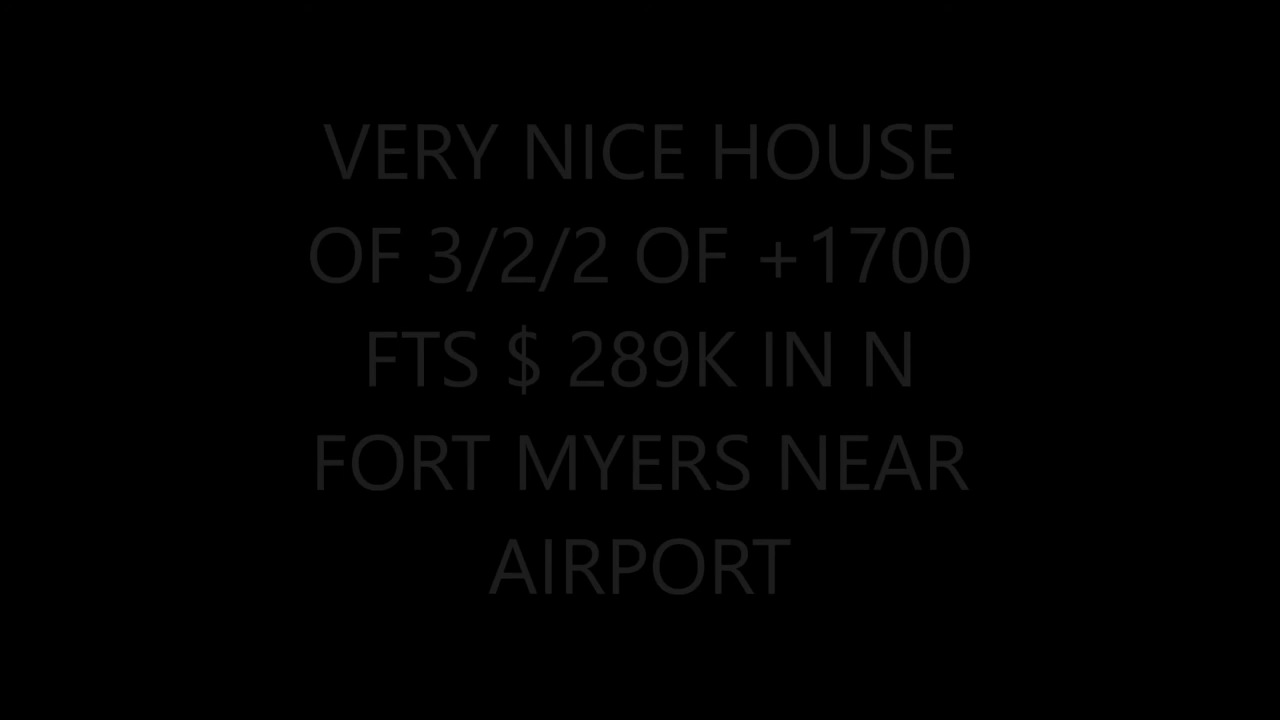 VERY NICE HOUSE
OF 3/2/2 OF +1700
FTS $ 289K IN N
FORT MYERS NEAR
AIRPORT